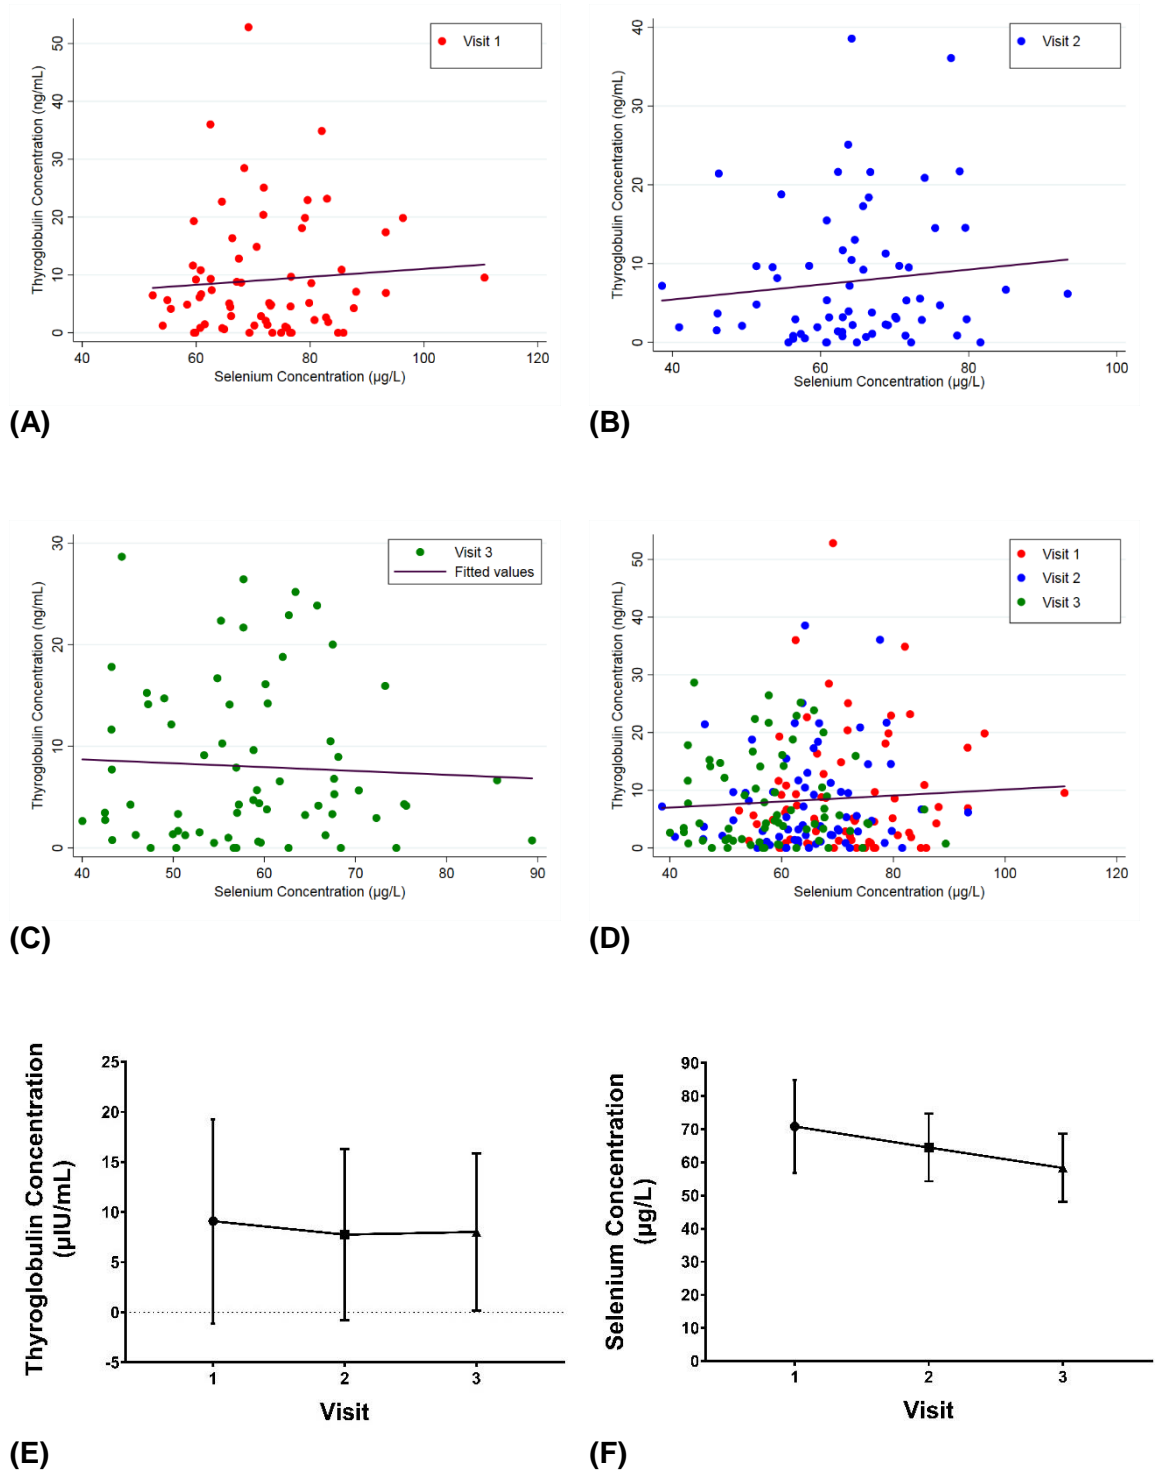 Thyroglobulin Concentration (ng/mL)
50
40
30
20
10
0
Visit 1
40 60 80 100 120
Selenium Concentration (µg/L)
(A)
Thyroglobulin Concentration (ng/mL)
40
30
20
10
0
Visit 2
40 60 80 100
Selenium Concentration (µg/L)
(B)
Thyroglobulin Concentration (ng/mL)
30
20
10
0
Visit 3
Fitted values
40 50 60 70 80 90
Selenium Concentration (µg/L)
(C)
Thyroglobulin Concentration (ng/mL)
50
40
30
20
10
0
Visit 1
Visit 2
Visit 3
40 60 80 100 120
Selenium Concentration (µg/L)
(D)
Thyroglobulin Concentration
(µIU/mL)
25
20
15
10
5
0
-5
1 2 3
Visit
(E)
Selenium Concentration
(µg/L)
90
80
70
60
50
40
30
20
10
0
1 2 3
Visit
(F)